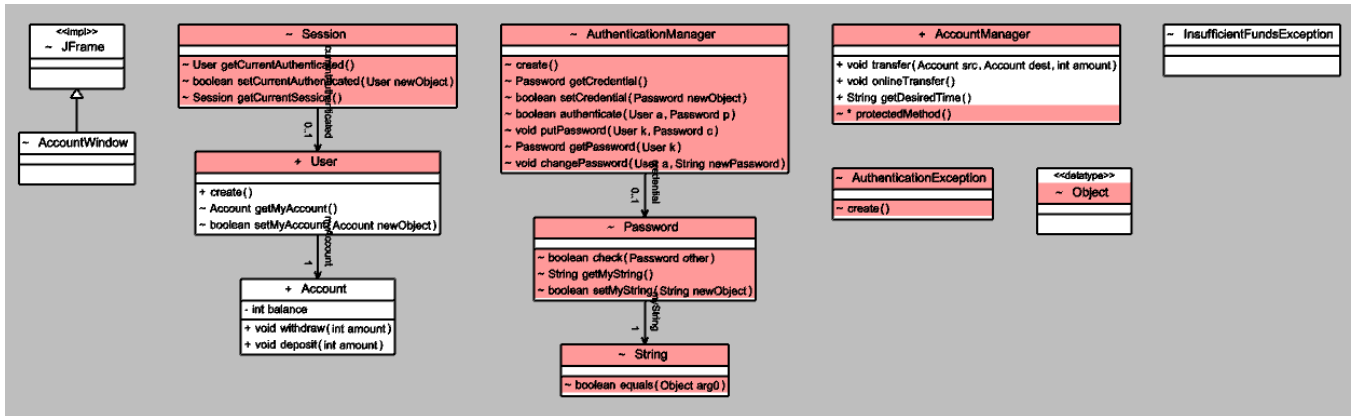 <<impl>>
~ JFrame
~ AccountWindow
~ Session
~ User getCurrentAuthenticated()
~ boolean setCurrentAuthenticated(User newObject)
~ Session getCurrentSession()
currentAuthenticated
0..1
+ User
+ create()
~ Account getMyAccount()
~ boolean setMyAccount(Account newObject)
myAccount
1
+ Account
- int balance
+ void withdraw(int amount)
+ void deposit(int amount)
~ AuthenticationManager
~ create()
~ Password getCredential()
~ boolean setCredential(Password newObject)
~ boolean authenticate(User a, Password p)
~ void putPassword(User k, Password c)
~ Password getPassword(User k)
~ void changePassword(User a, String newPassword)
credential
0..1
~ Password
~ boolean check(Password other)
~ String getMyString()
~ boolean setMyString(String newObject)
myString
1
~ String
~ boolean equals(Object arg0)
+ AccountManager
+ void transfer(Account src, Account dest, int amount)
+ void onlineTransfer()
+ String getDesiredTime()
~ * protectedMethod()
~ AuthenticationException
~ create()
<<datatype>>
~ Object
~ InsufficientFundsException